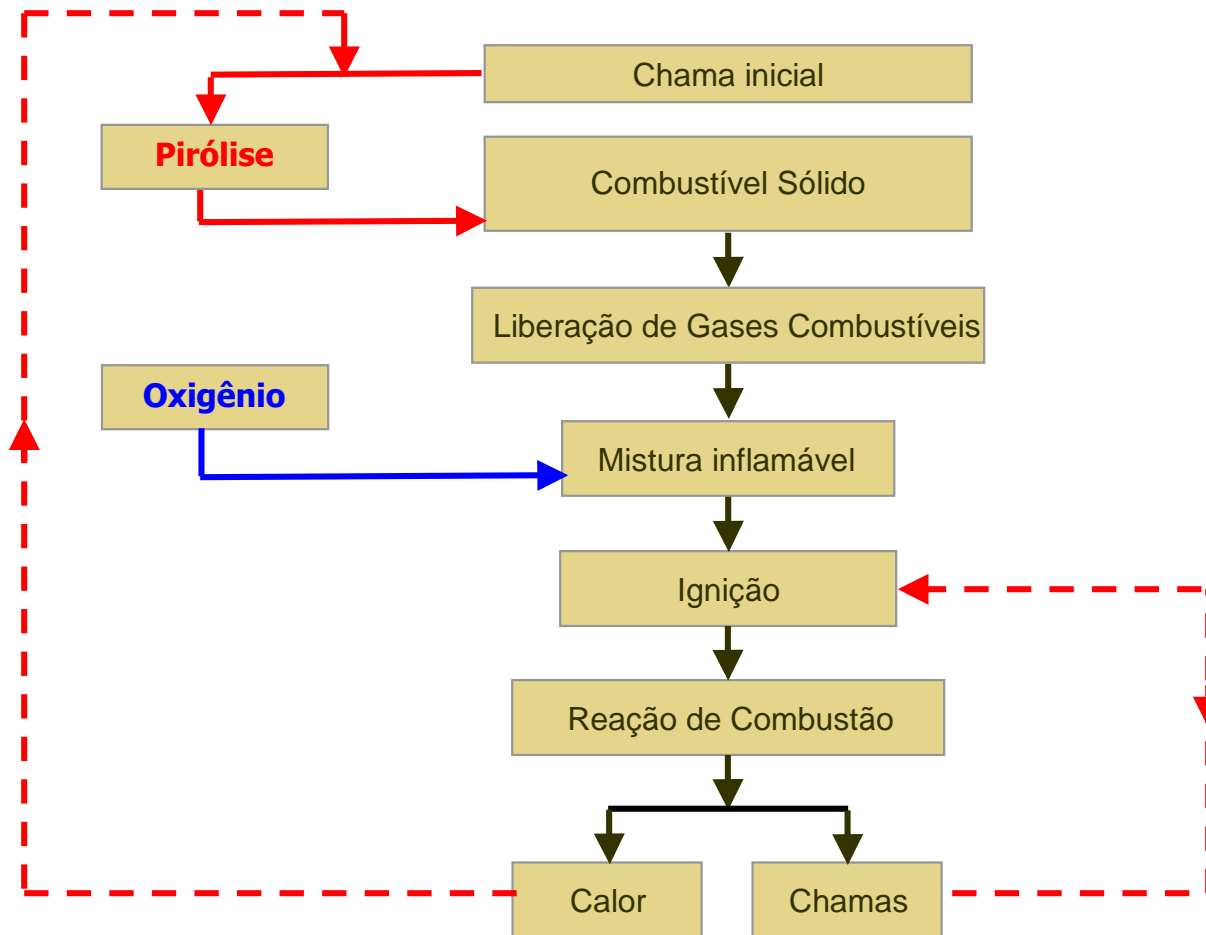 Chama inicial
Pirólise
Combustível Sólido
Liberação de Gases Combustíveis
Oxigênio
Mistura inflamável
Ignição
Reação de Combustão
Calor
Chamas